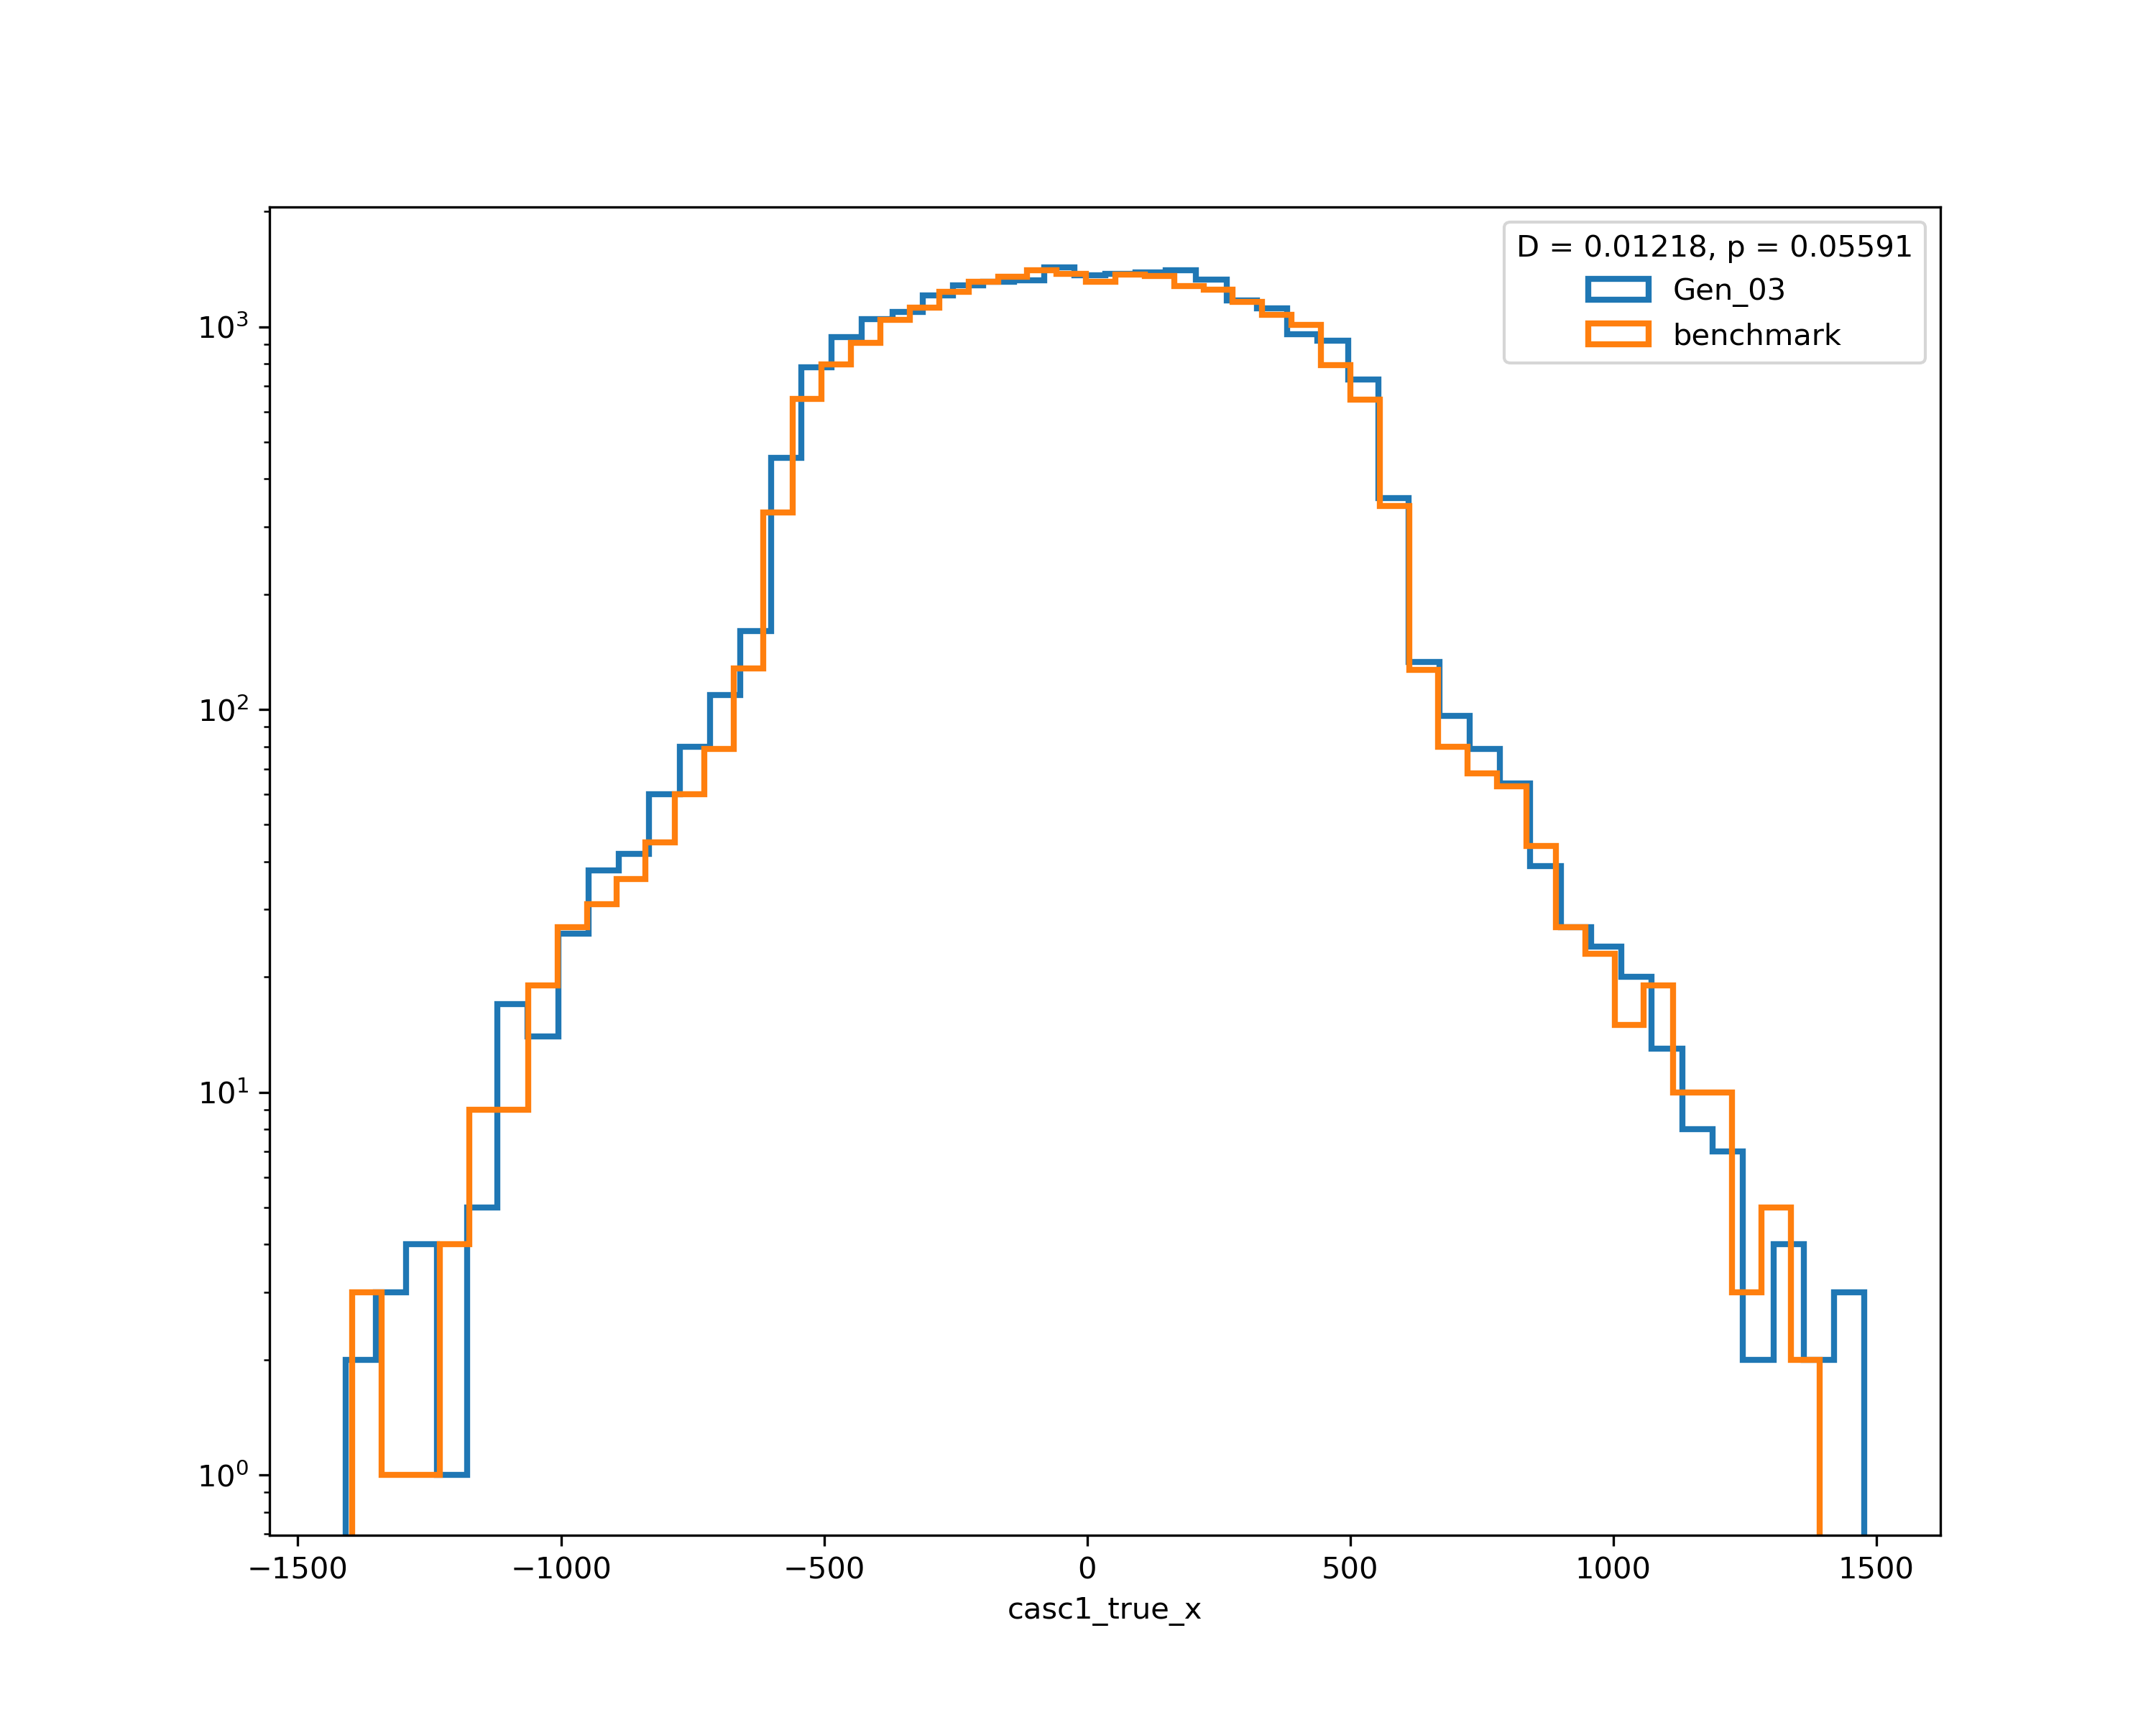 D = 0.01218, p = 0.05591
Gen_03
benchmark
10³
10²
10¹
10⁰
−1500 −1000 −500 0 500 1000 1500
casc1_true_x